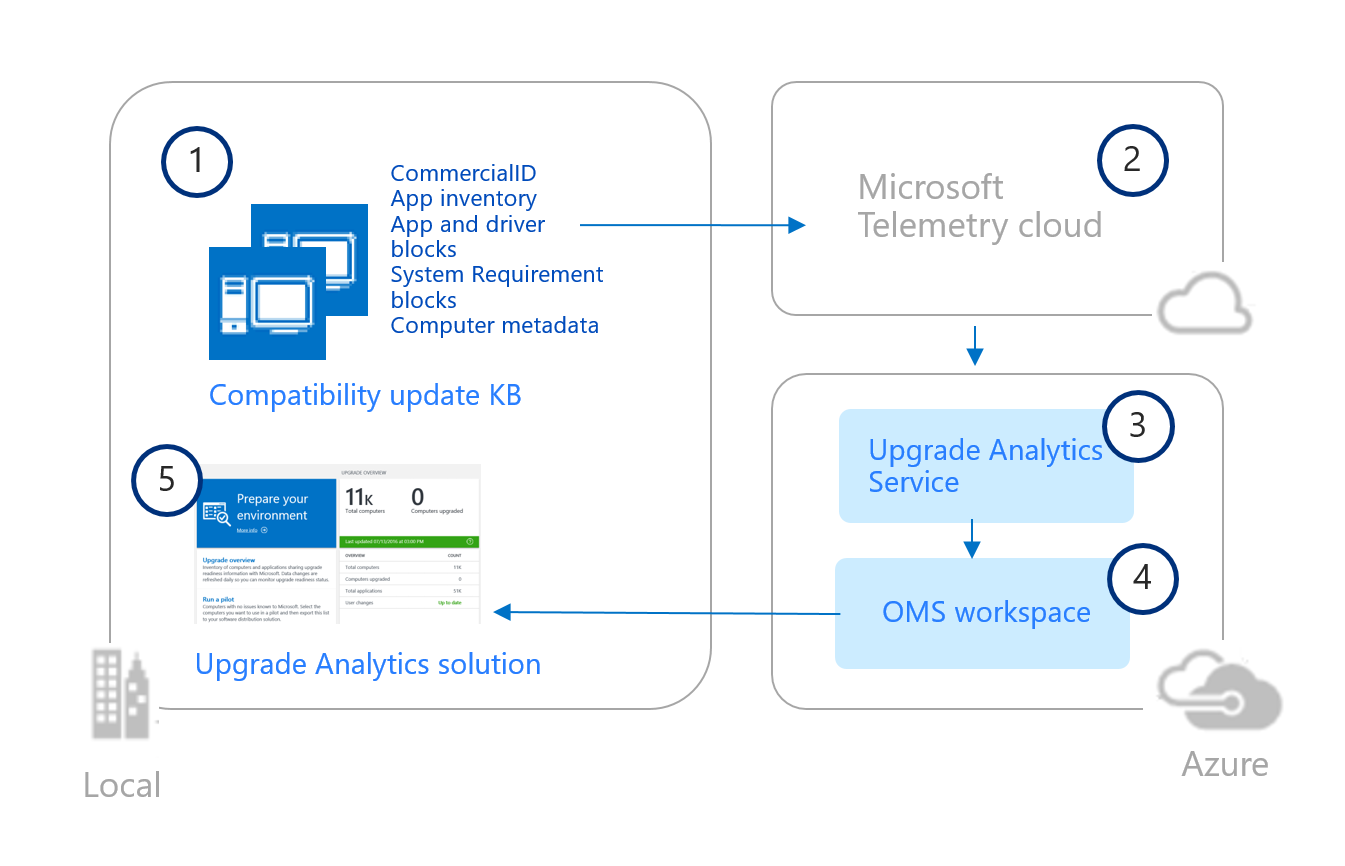 1
CommercialID
App inventory
App and driver
blocks
System Requirement
blocks
Computer metadata
Compatibility update KB
2
Microsoft
Telemetry cloud
3
Upgrade Analytics
Service
4
OMS workspace
5
Prepare your
environment
More info
Upgrade overview
Inventory of computers and applications sharing upgrade
readiness information with Microsoft. Data changes are
refreshed daily so you can monitor upgrade readiness status.
Run a pilot
Computers with no issues known to Microsoft. Select the
computers you want to use in a pilot and then export this list
to your software distribution solution.
UPGRADE OVERVIEW
11K 0
Total computers Computers upgraded
Last updated 07/13/2016 at 03:00 PM ?
OVERVIEW COUNT
Total computers 11K
Computers upgraded 0
Total applications 51K
User changes Up to date
Upgrade Analytics solution
Local
Azure